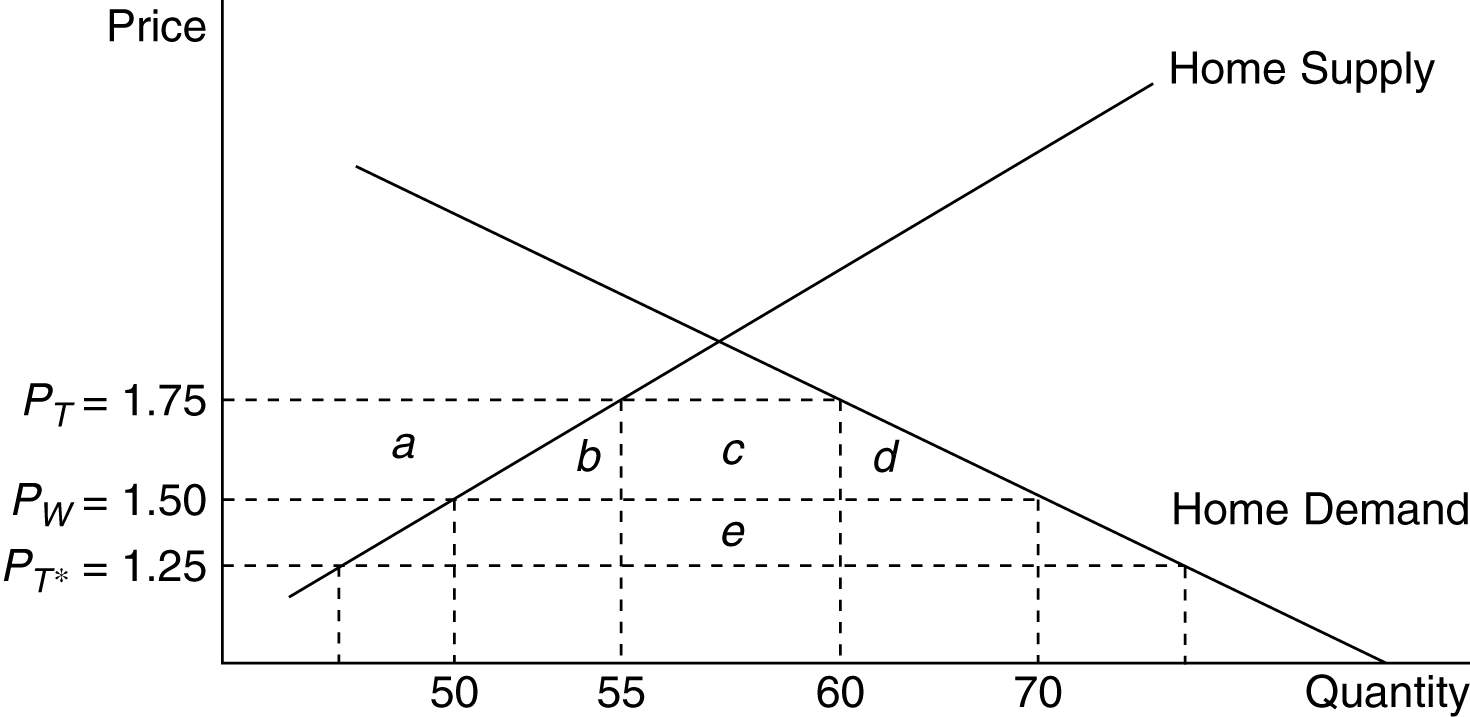 Price
Home Supply
P_T = 1.75
a
b
c
d
P_W = 1.50
Home Demand
e
P_T* = 1.25
50
55
60
70
Quantity